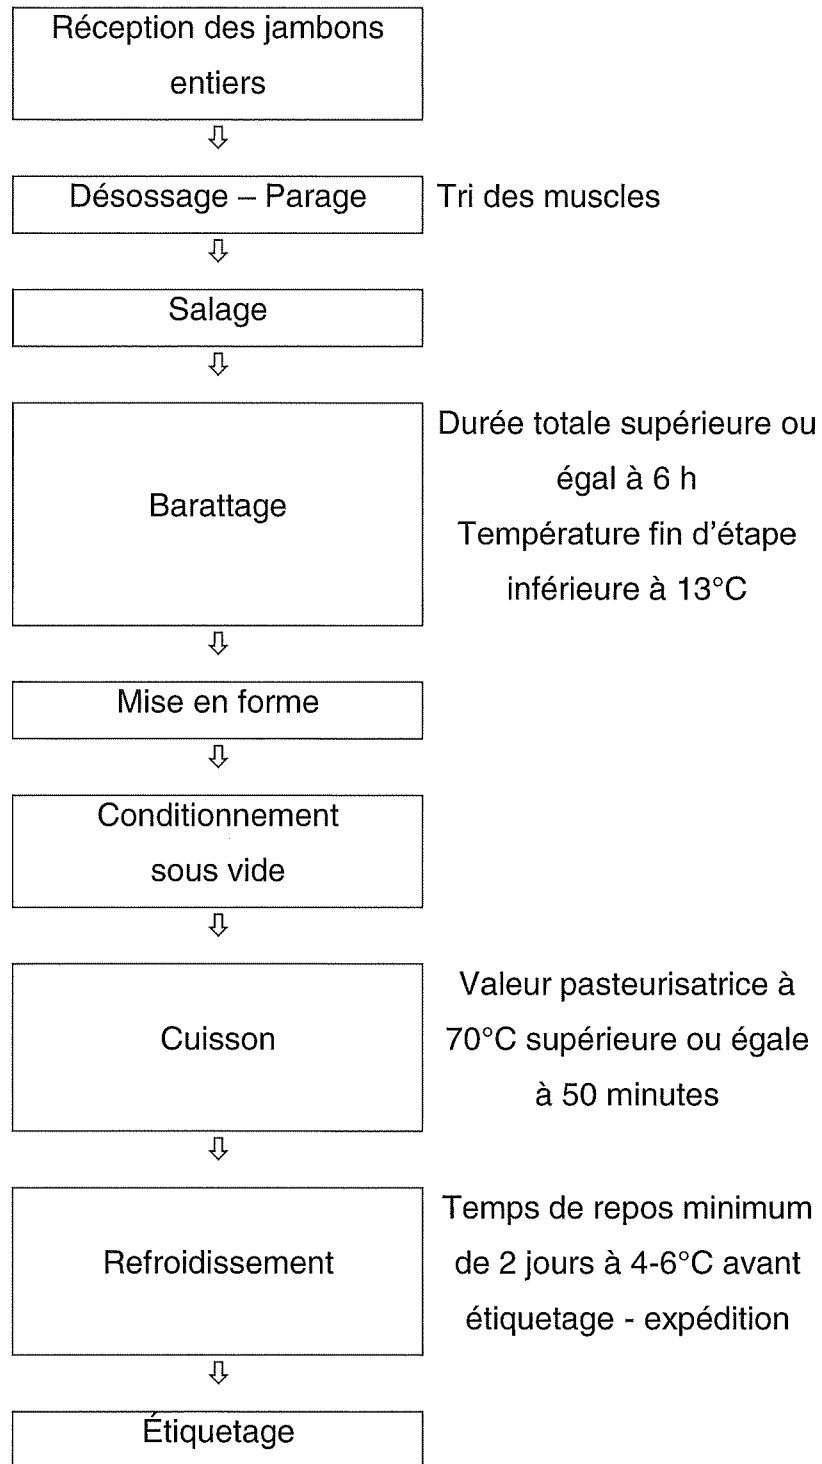 Réception des jambons
entiers
⇩
Désossage – Parage
Tri des muscles
⇩
Salage
⇩
Barattage
Durée totale supérieure ou
égal à 6 h
Température fin d'étape
inférieure à 13°C
⇩
Mise en forme
⇩
Conditionnement
sous vide
⇩
Cuisson
Valeur pasteurisatrice à
70°C supérieure ou égale
à 50 minutes
⇩
Refroidissement
Temps de repos minimum
de 2 jours à 4-6°C avant
étiquetage - expédition
⇩
Étiquetage